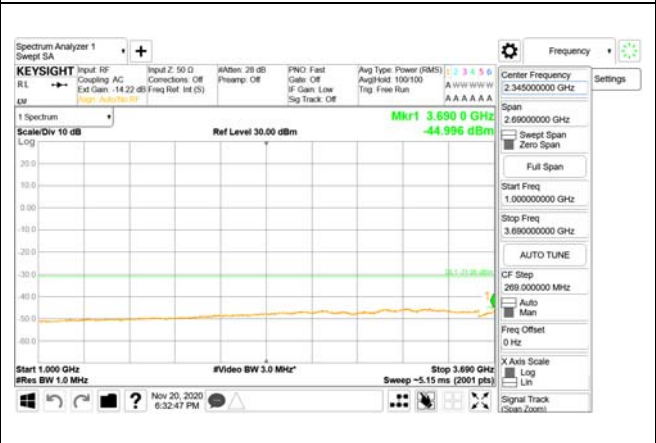 Spectrum Analyzer 1
Swept SA
Frequency
KEYSIGHT
RL
Input: RF
Coupling: AC
Ext Gain: -14.22 dB
Align: Auto/No RF
Input Z: 50 Ω
Corrections: Off
Freq Ref: Int (S)
#Atten: 28 dB
Preamp: Off
PNO: Fast
Gate: Off
IF Gain: Low
Sig Track: Off
Avg Type: Power (RMS)
Avg|Hold: 100/100
Trig: Free Run
1 2 3 4 5 6
A W W W W W
A A A A A A
1 Spectrum
Scale/Div 10 dB
Log
Ref Level 30.00 dBm
Mkr1 3.690 0 GHz
-44.996 dBm
20.0
10.0
0.00
-10.0
-20.0
-30.0
-40.0
-50.0
-60.0
1
Start 1.000 GHz
#Res BW 1.0 MHz
#Video BW 3.0 MHz*
Stop 3.690 GHz
Sweep ~5.15 ms (2001 pts)
Nov 20, 2020
6:32:47 PM
Center Frequency
2.345000000 GHz
Settings
Span
2.69000000 GHz
Swept Span
Zero Span
Full Span
Start Freq
1.000000000 GHz
Stop Freq
3.690000000 GHz
AUTO TUNE
CF Step
269.000000 MHz
Auto
Man
Freq Offset
0 Hz
X Axis Scale
Log
Lin
Signal Track
(Span Zoom)